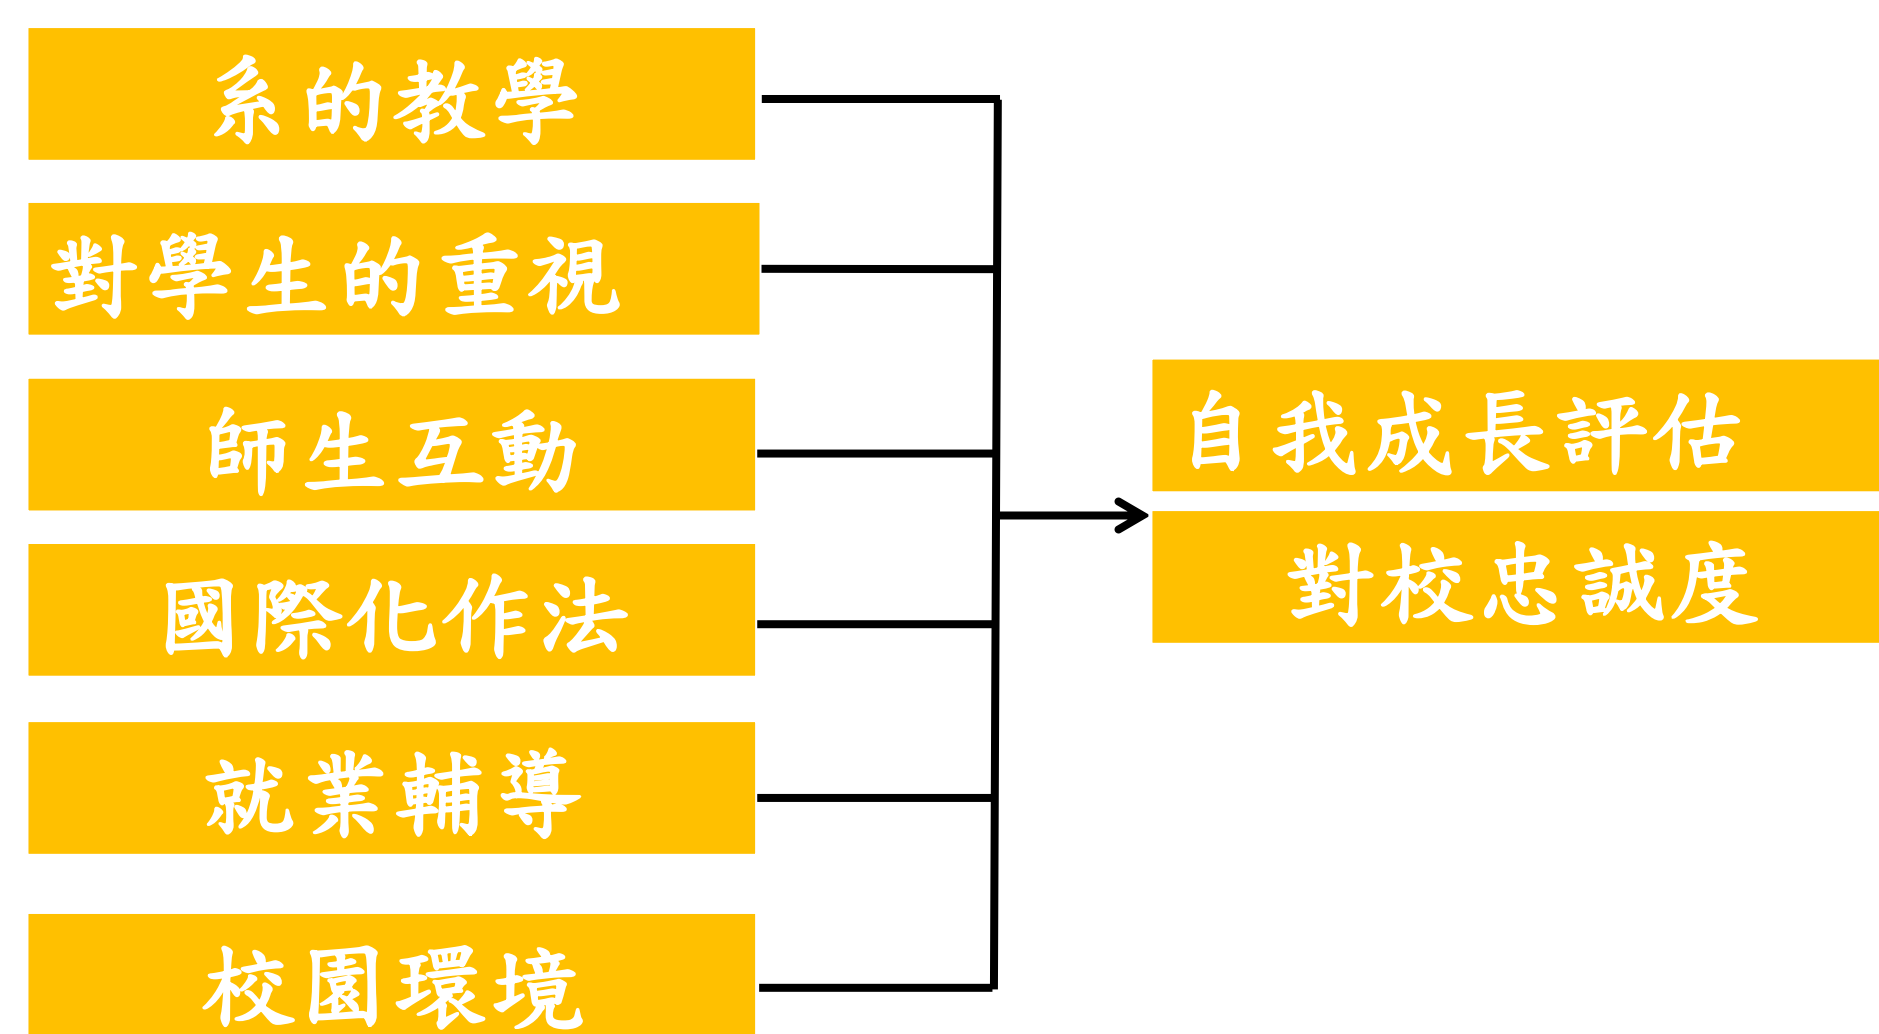 系的教學
對學生的重視
師生互動
國際化作法
就業輔導
校園環境
自我成長評估
對校忠誠度